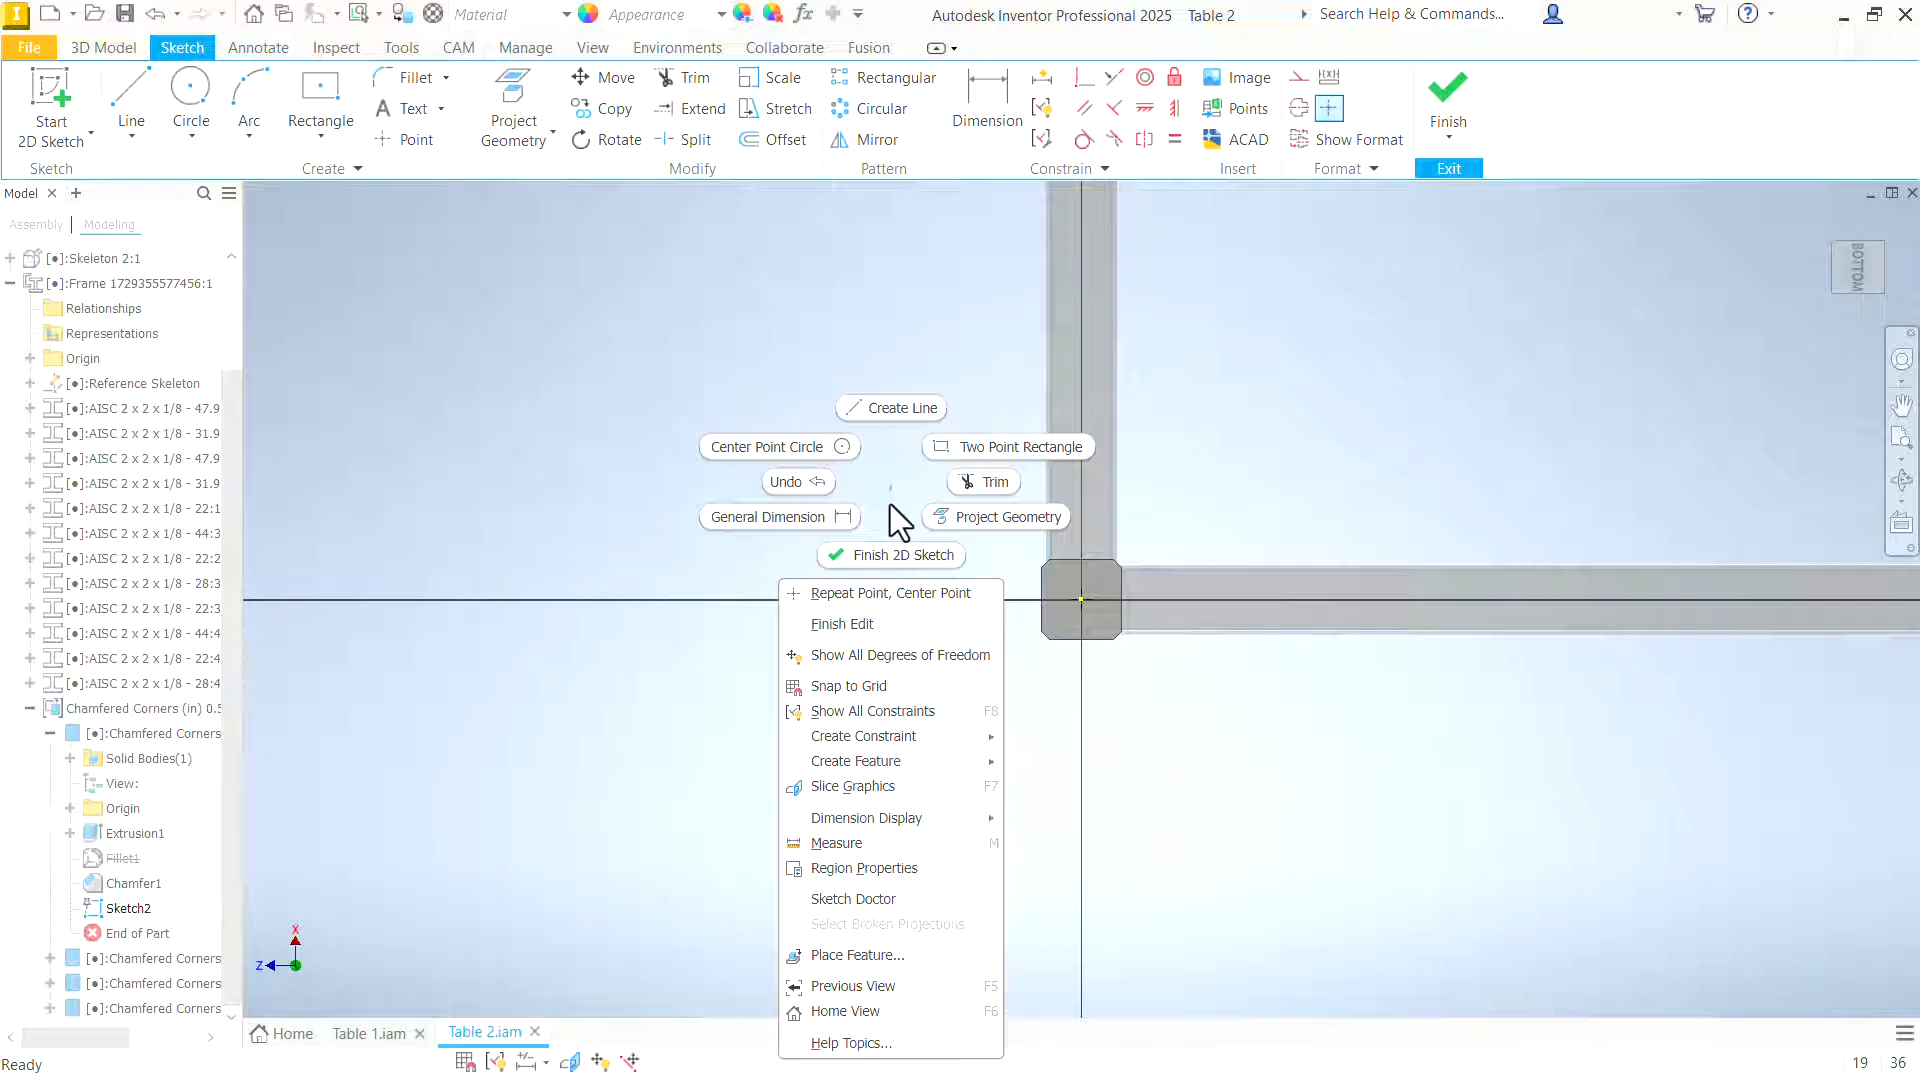 Material
Appearance
Autodesk Inventor Professional 2025 Table 2
Search Help & Commands...
File
3D Model
Sketch
Annotate
Inspect
Tools
CAM
Manage
View
Environments
Collaborate
Fusion
Start
2D Sketch
Line
Circle
Arc
Rectangle
Fillet
Text
Point
Project
Geometry
Move
Copy
Rotate
Trim
Extend
Split
Scale
Stretch
Offset
Rectangular
Circular
Mirror
Dimension
Image
Points
ACAD
Show Format
Finish
Sketch
Create
Modify
Pattern
Constrain
Insert
Format
Exit
Model
Assembly
Modeling
[●]:Skeleton 2:1
[●]:Frame 1729355577456:1
Relationships
Representations
Origin
[●]:Reference Skeleton
[●]:AISC 2 x 2 x 1/8 - 47.9
[●]:AISC 2 x 2 x 1/8 - 31.9
[●]:AISC 2 x 2 x 1/8 - 47.9
[●]:AISC 2 x 2 x 1/8 - 31.9
[●]:AISC 2 x 2 x 1/8 - 22:1
[●]:AISC 2 x 2 x 1/8 - 44:3
[●]:AISC 2 x 2 x 1/8 - 22:2
[●]:AISC 2 x 2 x 1/8 - 28:3
[●]:AISC 2 x 2 x 1/8 - 22:3
[●]:AISC 2 x 2 x 1/8 - 44:4
[●]:AISC 2 x 2 x 1/8 - 22:4
[●]:AISC 2 x 2 x 1/8 - 28:4
Chamfered Corners (in) 0.5
[●]:Chamfered Corners
Solid Bodies(1)
View:
Origin
Extrusion1
Fillet1
Chamfer1
Sketch2
End of Part
[●]:Chamfered Corners
[●]:Chamfered Corners
[●]:Chamfered Corners
BOTTOM
Create Line
Center Point Circle
Two Point Rectangle
Undo
Trim
General Dimension
Project Geometry
Finish 2D Sketch
Repeat Point, Center Point
Finish Edit
Show All Degrees of Freedom
Snap to Grid
Show All Constraints F8
Create Constraint
Create Feature
Slice Graphics F7
Dimension Display
Measure M
Region Properties
Sketch Doctor
Select Broken Projections
Place Feature...
Previous View F5
Home View F6
Help Topics...
X
Z
Home
Table 1.iam
Table 2.iam
Ready
19 36